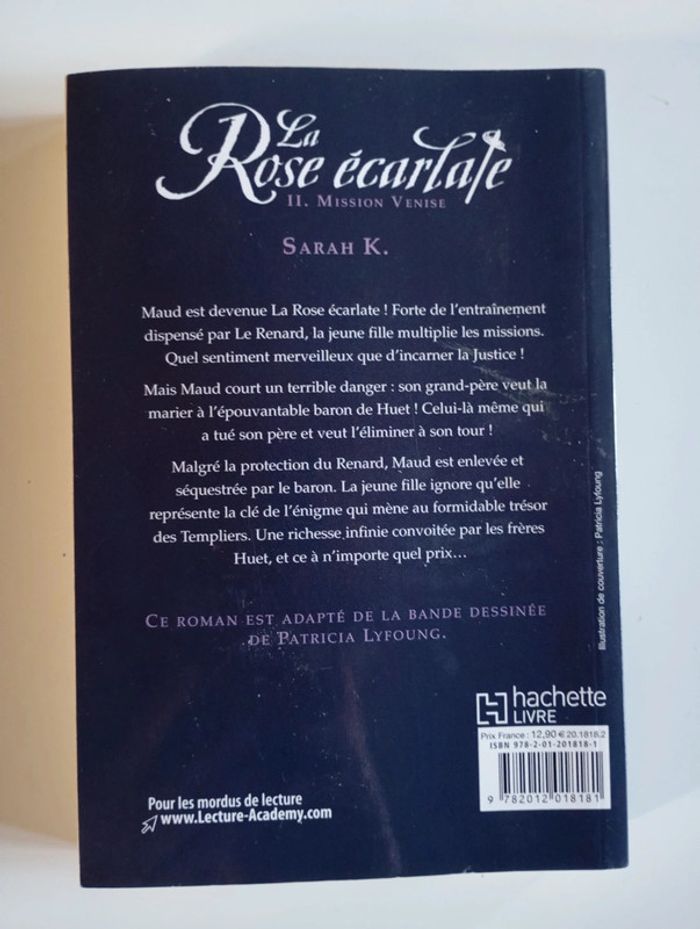 La
Rose écarlate
II. Mission Venise
Sarah K.
Maud est devenue La Rose écarlate ! Forte de l'entraînement
dispensé par Le Renard, la jeune fille multiplie les missions.
Quel sentiment merveilleux que d'incarner la Justice !
Mais Maud court un terrible danger : son grand-père veut la
marier à l'épouvantable baron de Huet ! Celui-là même qui
a tué son père et veut l'éliminer à son tour !
Malgré la protection du Renard, Maud est enlevée et
séquestrée par le baron. La jeune fille ignore qu'elle
représente la clé de l'énigme qui mène au formidable trésor
des Templiers. Une richesse infinie convoitée par les frères
Huet, et ce à n'importe quel prix…
Ce roman est adapté de la bande dessinée
de Patricia Lyfoung.
Illustration de couverture : Patricia Lyfoung
hachette
LIVRE
Prix France : 12,90 € 20.1818.2
ISBN 978-2-01-201818-1
9 782012 018181
Pour les mordus de lecture
www.Lecture-Academy.com